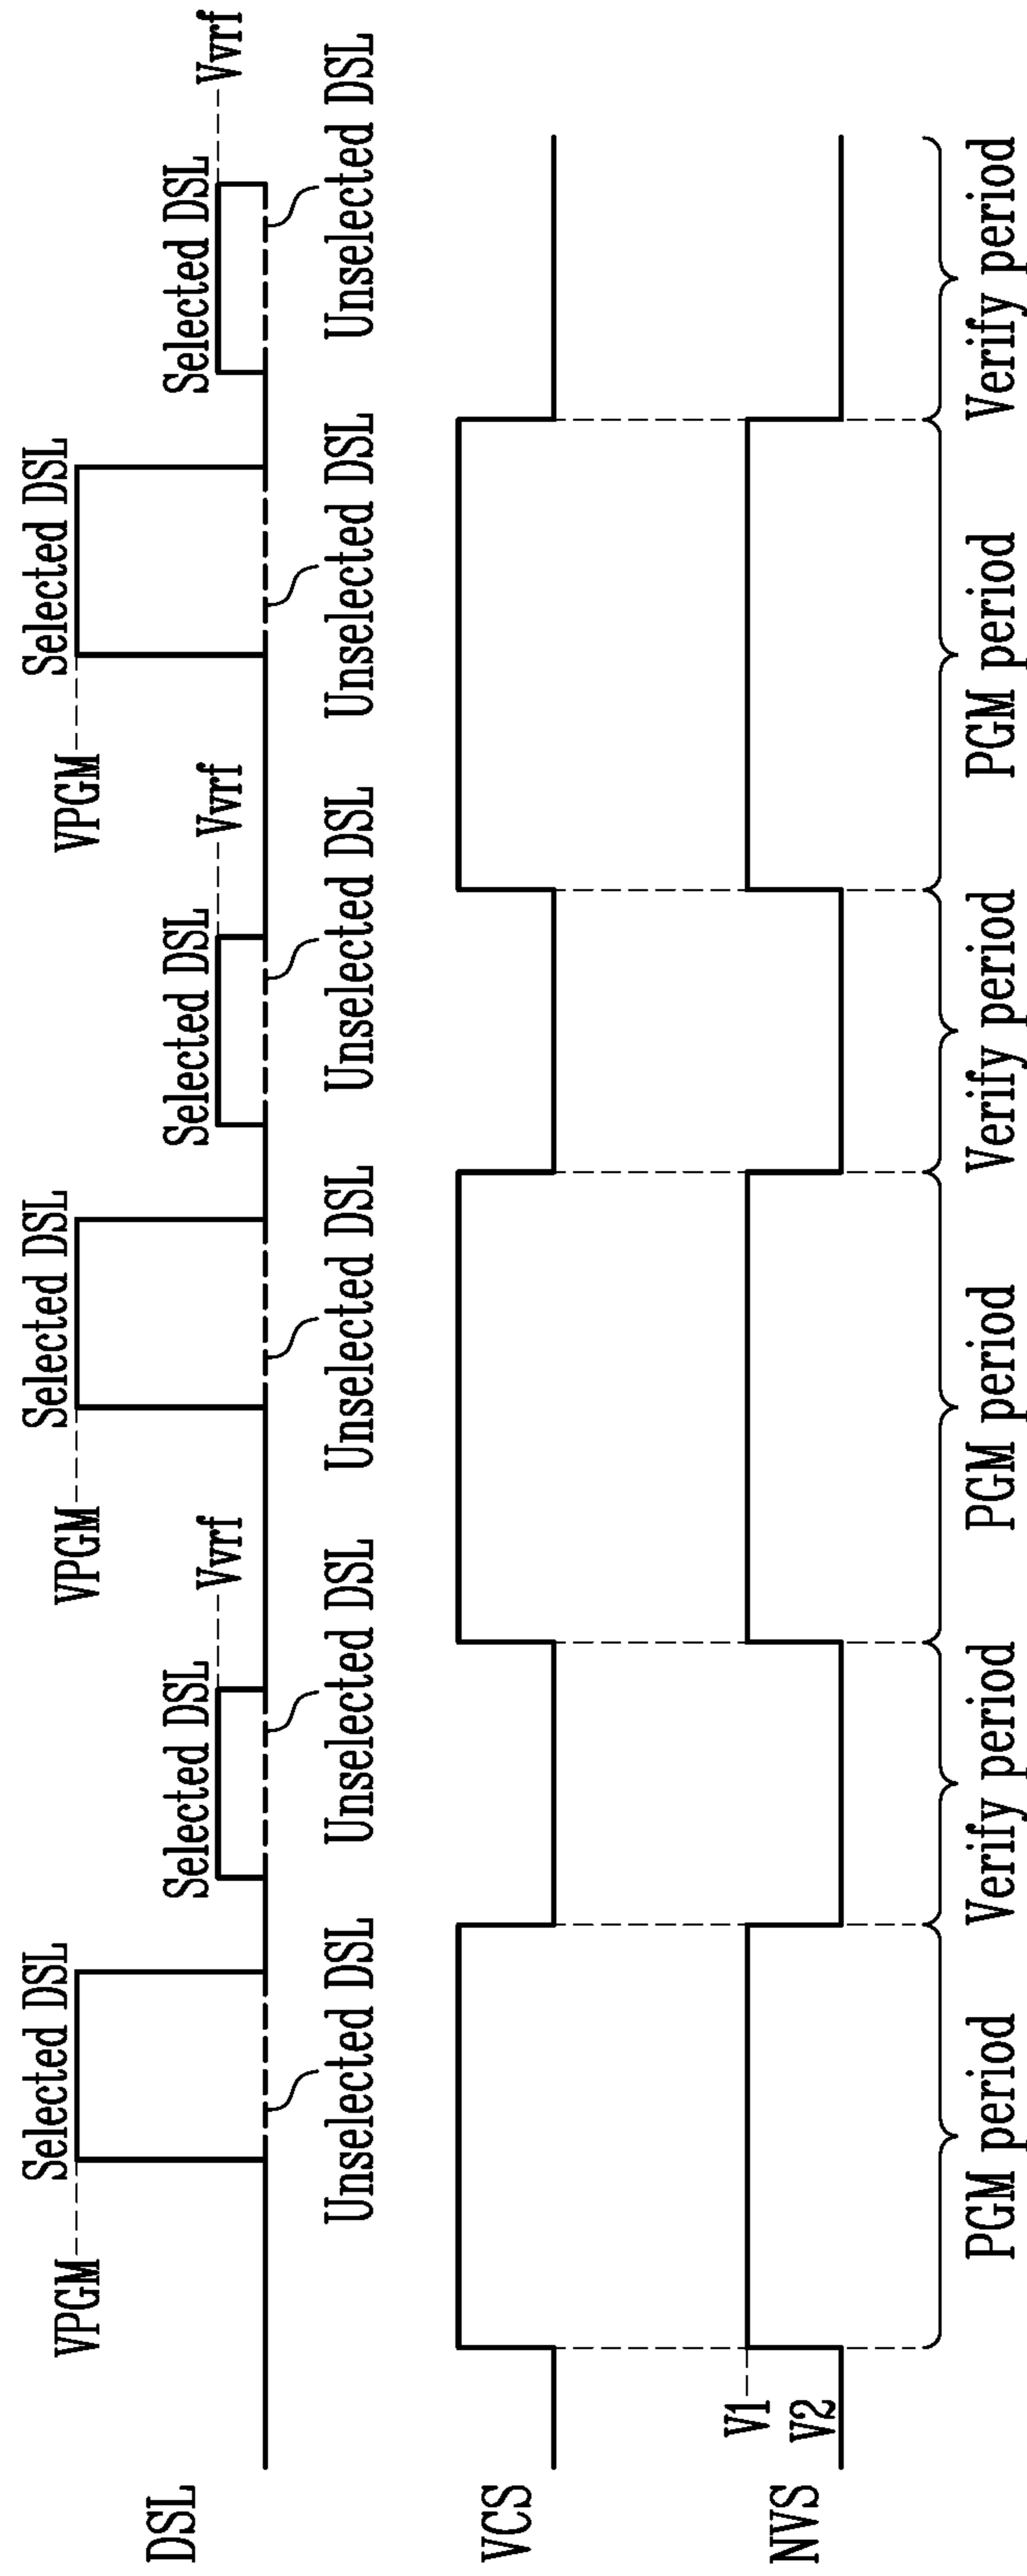 DSL
VPGM
Selected DSL
Unselected DSL
Selected DSL
Vvrf
Unselected DSL
VPGM
Selected DSL
Unselected DSL
Selected DSL
Vvrf
Unselected DSL
VPGM
Selected DSL
Unselected DSL
Selected DSL
Vvrf
Unselected DSL
VCS
NVS
V1
V2
PGM period
Verify period
PGM period
Verify period
PGM period
Verify period